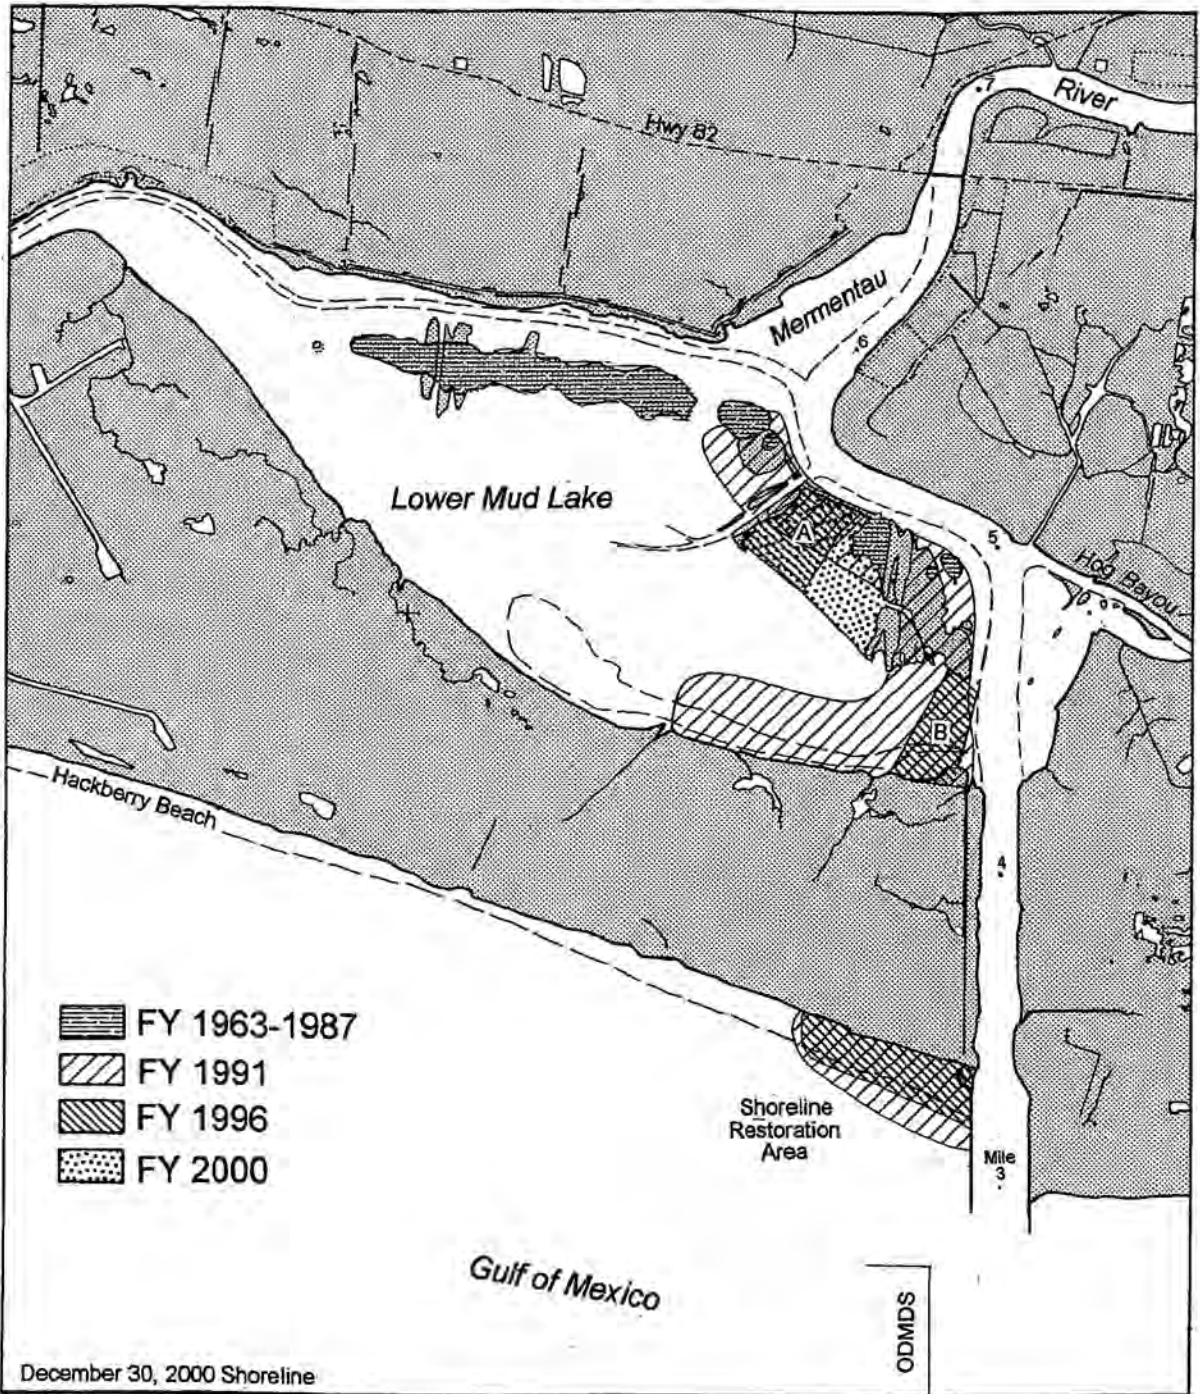 7
River
Hwy 82
Mermentau
6
Lower Mud Lake
A
5
Hog Bayou
B
Hackberry Beach
4
FY 1963-1987
FY 1991
FY 1996
FY 2000
Shoreline
Restoration
Area
Mile
3
Gulf of Mexico
ODMDS
December 30, 2000 Shoreline